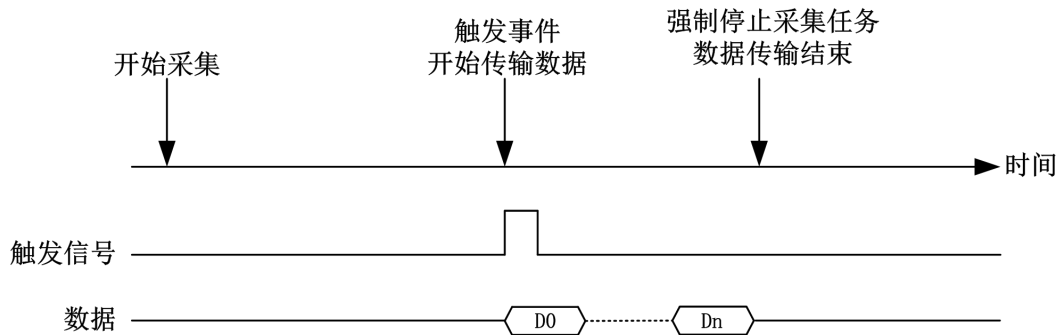 开始采集
触发事件
开始传输数据
强制停止采集任务
数据传输结束
时间
触发信号
数据
D0
Dn